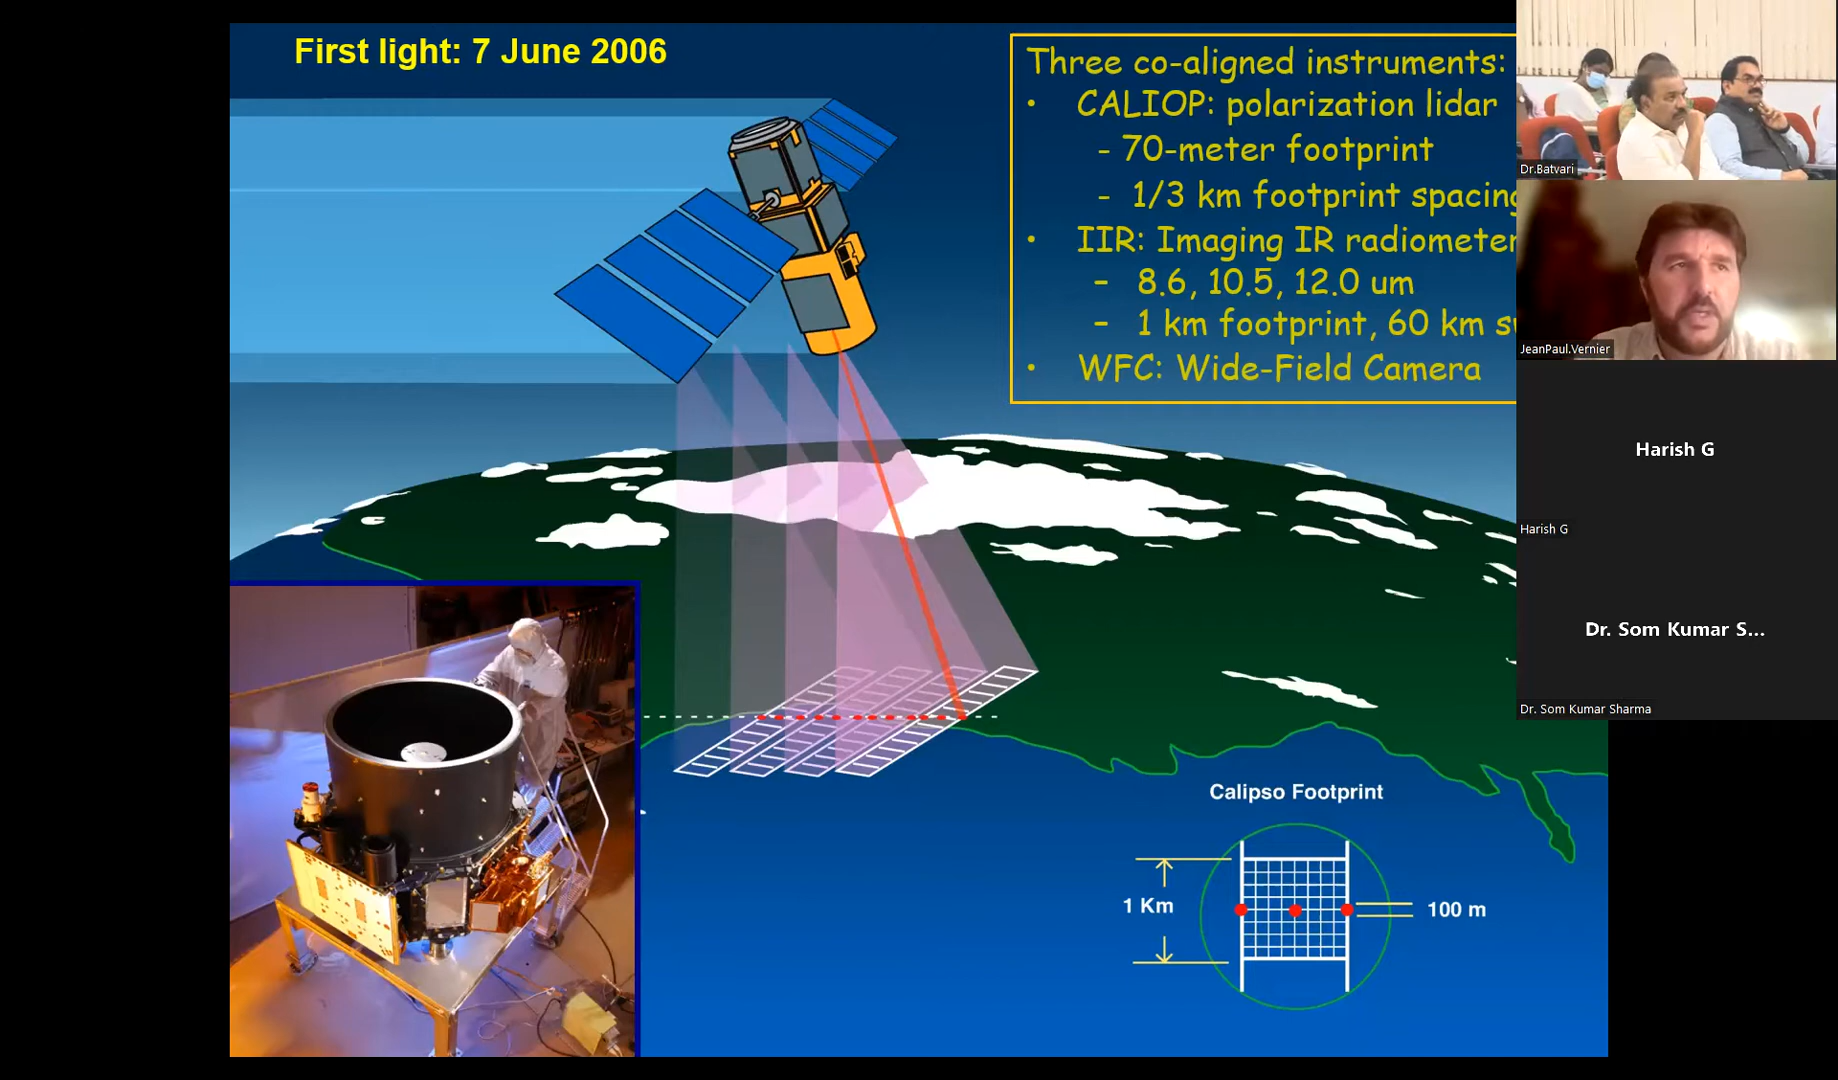 First light: 7 June 2006
Three co-aligned instruments:
• CALIOP: polarization lidar
- 70-meter footprint
- 1/3 km footprint spacing
• IIR: Imaging IR radiometer
- 8.6, 10.5, 12.0 um
- 1 km footprint, 60 km
• WFC: Wide-Field Camera
Calipso Footprint
1 Km
100 m
Dr.Batvari
JeanPaul.Vernier
Harish G
Harish G
Dr. Som Kumar S...
Dr. Som Kumar Sharma